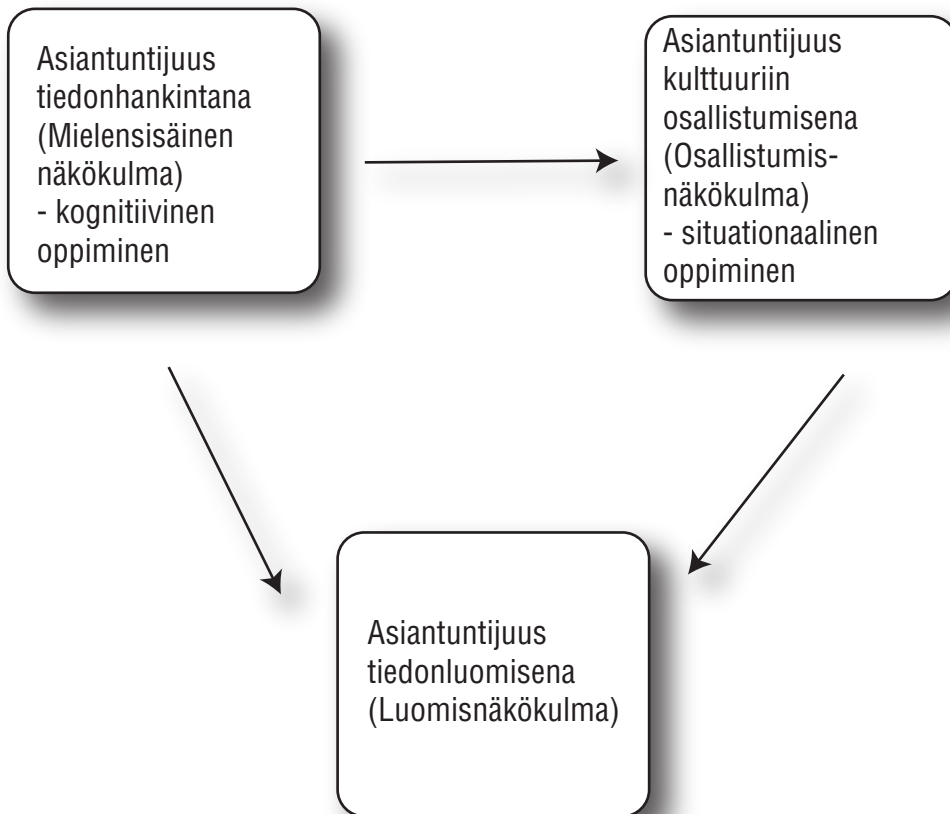 Asiantuntijuus
tiedonhankintana
(Mielensisäinen
näkökulma)
- kognitiivinen
oppiminen
Asiantuntijuus
kulttuuriin
osallistumisena
(Osallistumis-
näkökulma)
- situationaalinen
oppiminen
Asiantuntijuus
tiedonluomisena
(Luomisnäkökulma)